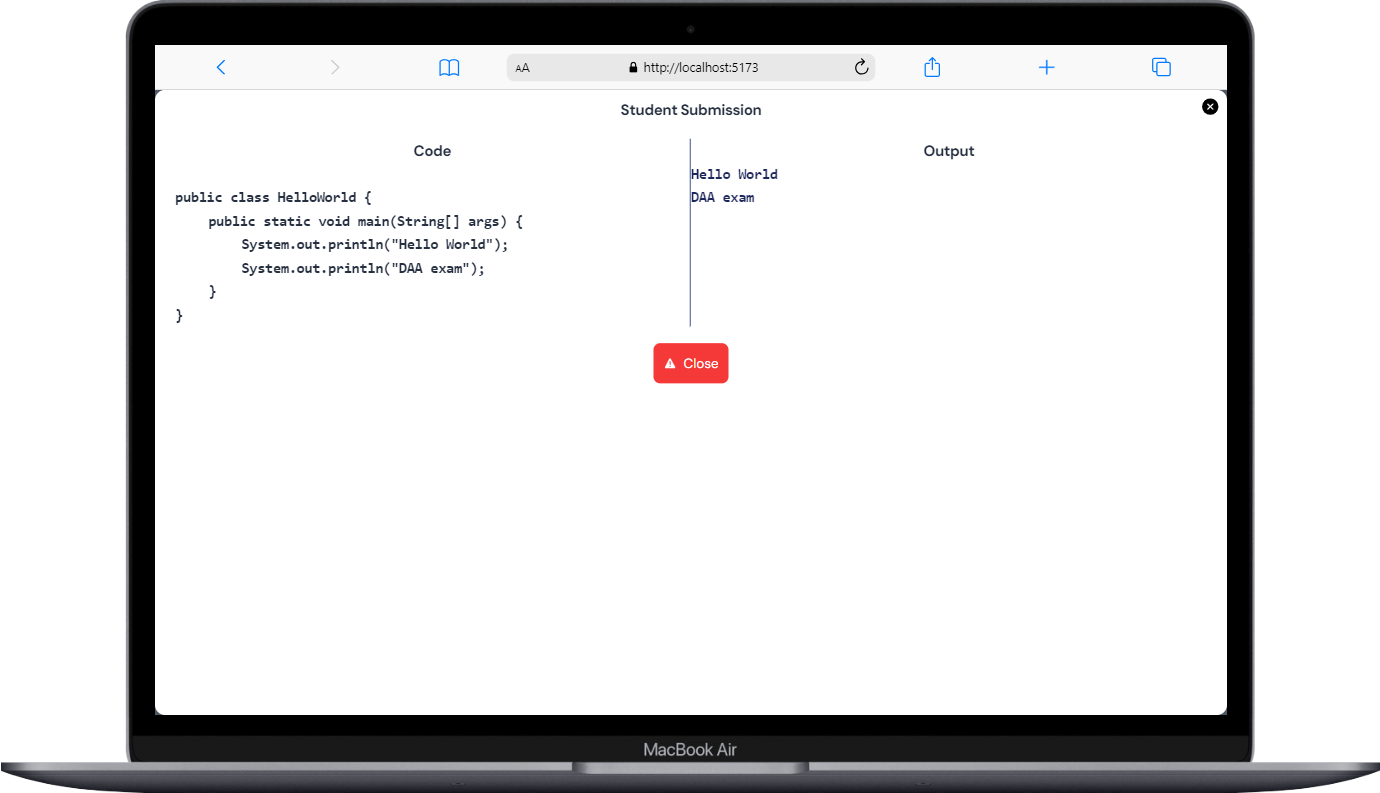 AA http://localhost:5173
Student Submission
Code
public class HelloWorld {
    public static void main(String[] args) {
        System.out.println("Hello World");
        System.out.println("DAA exam");
    }
}
Output
Hello World
DAA exam
Close
MacBook Air